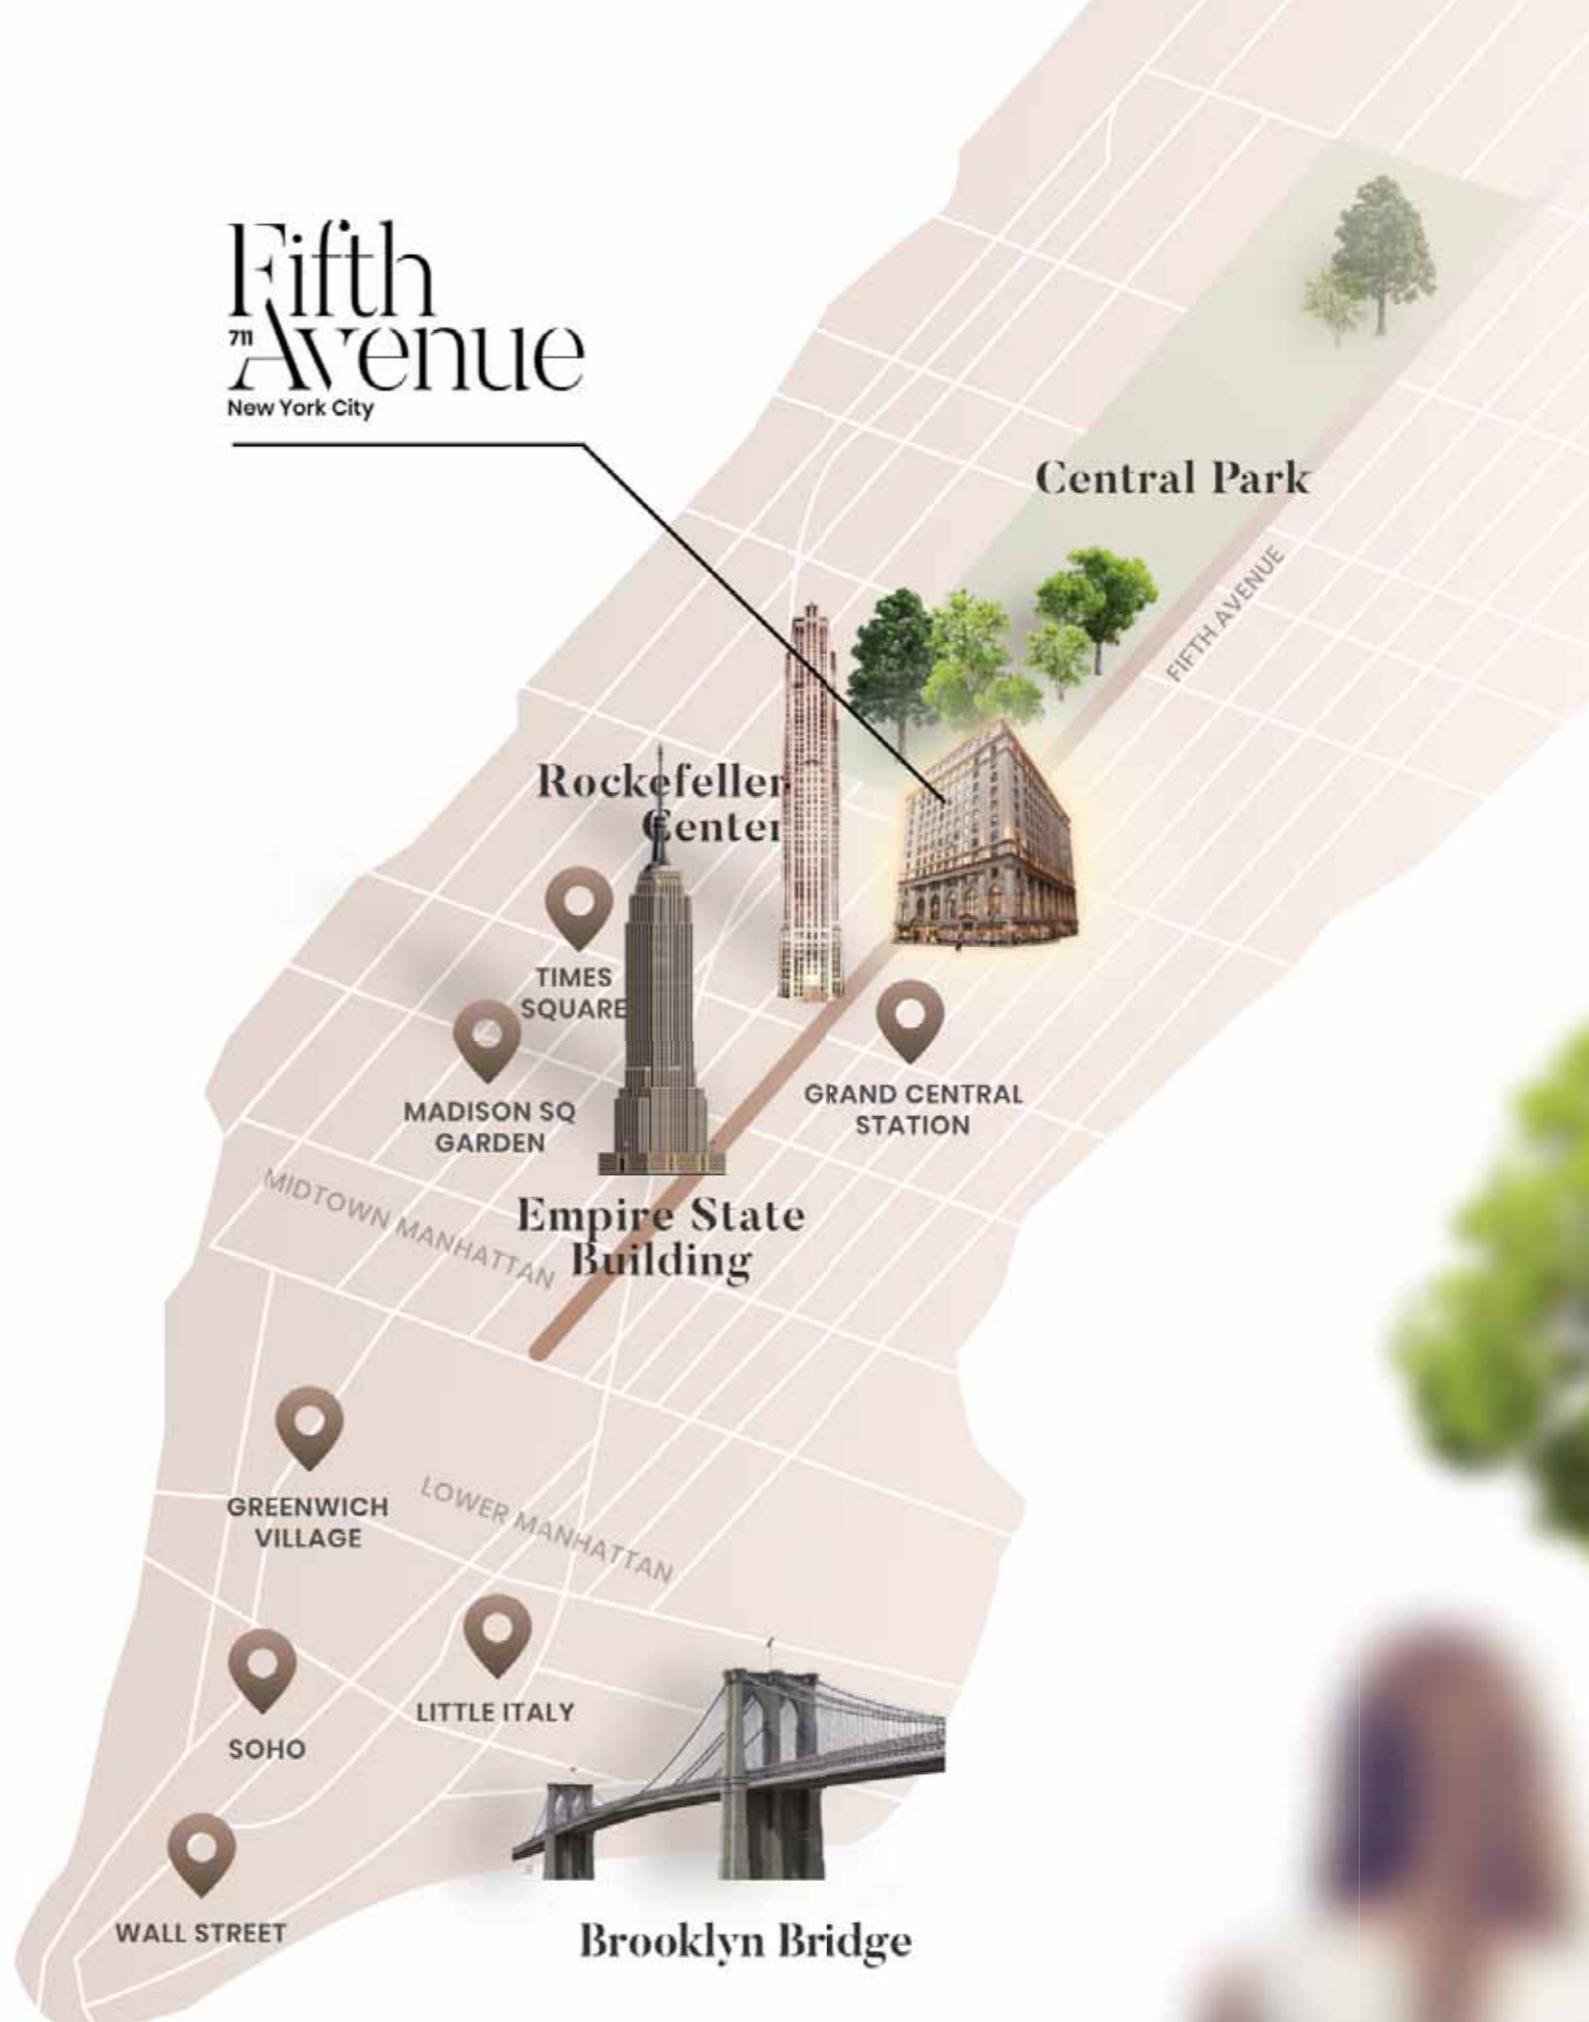 Fifth
711 Avenue
New York City
Central Park
FIFTH AVENUE
Rockefeller
Center
TIMES
SQUARE
MADISON SQ
GARDEN
GRAND CENTRAL
STATION
MIDTOWN MANHATTAN
Empire State
Building
GREENWICH
VILLAGE
LOWER MANHATTAN
LITTLE ITALY
SOHO
WALL STREET
Brooklyn Bridge